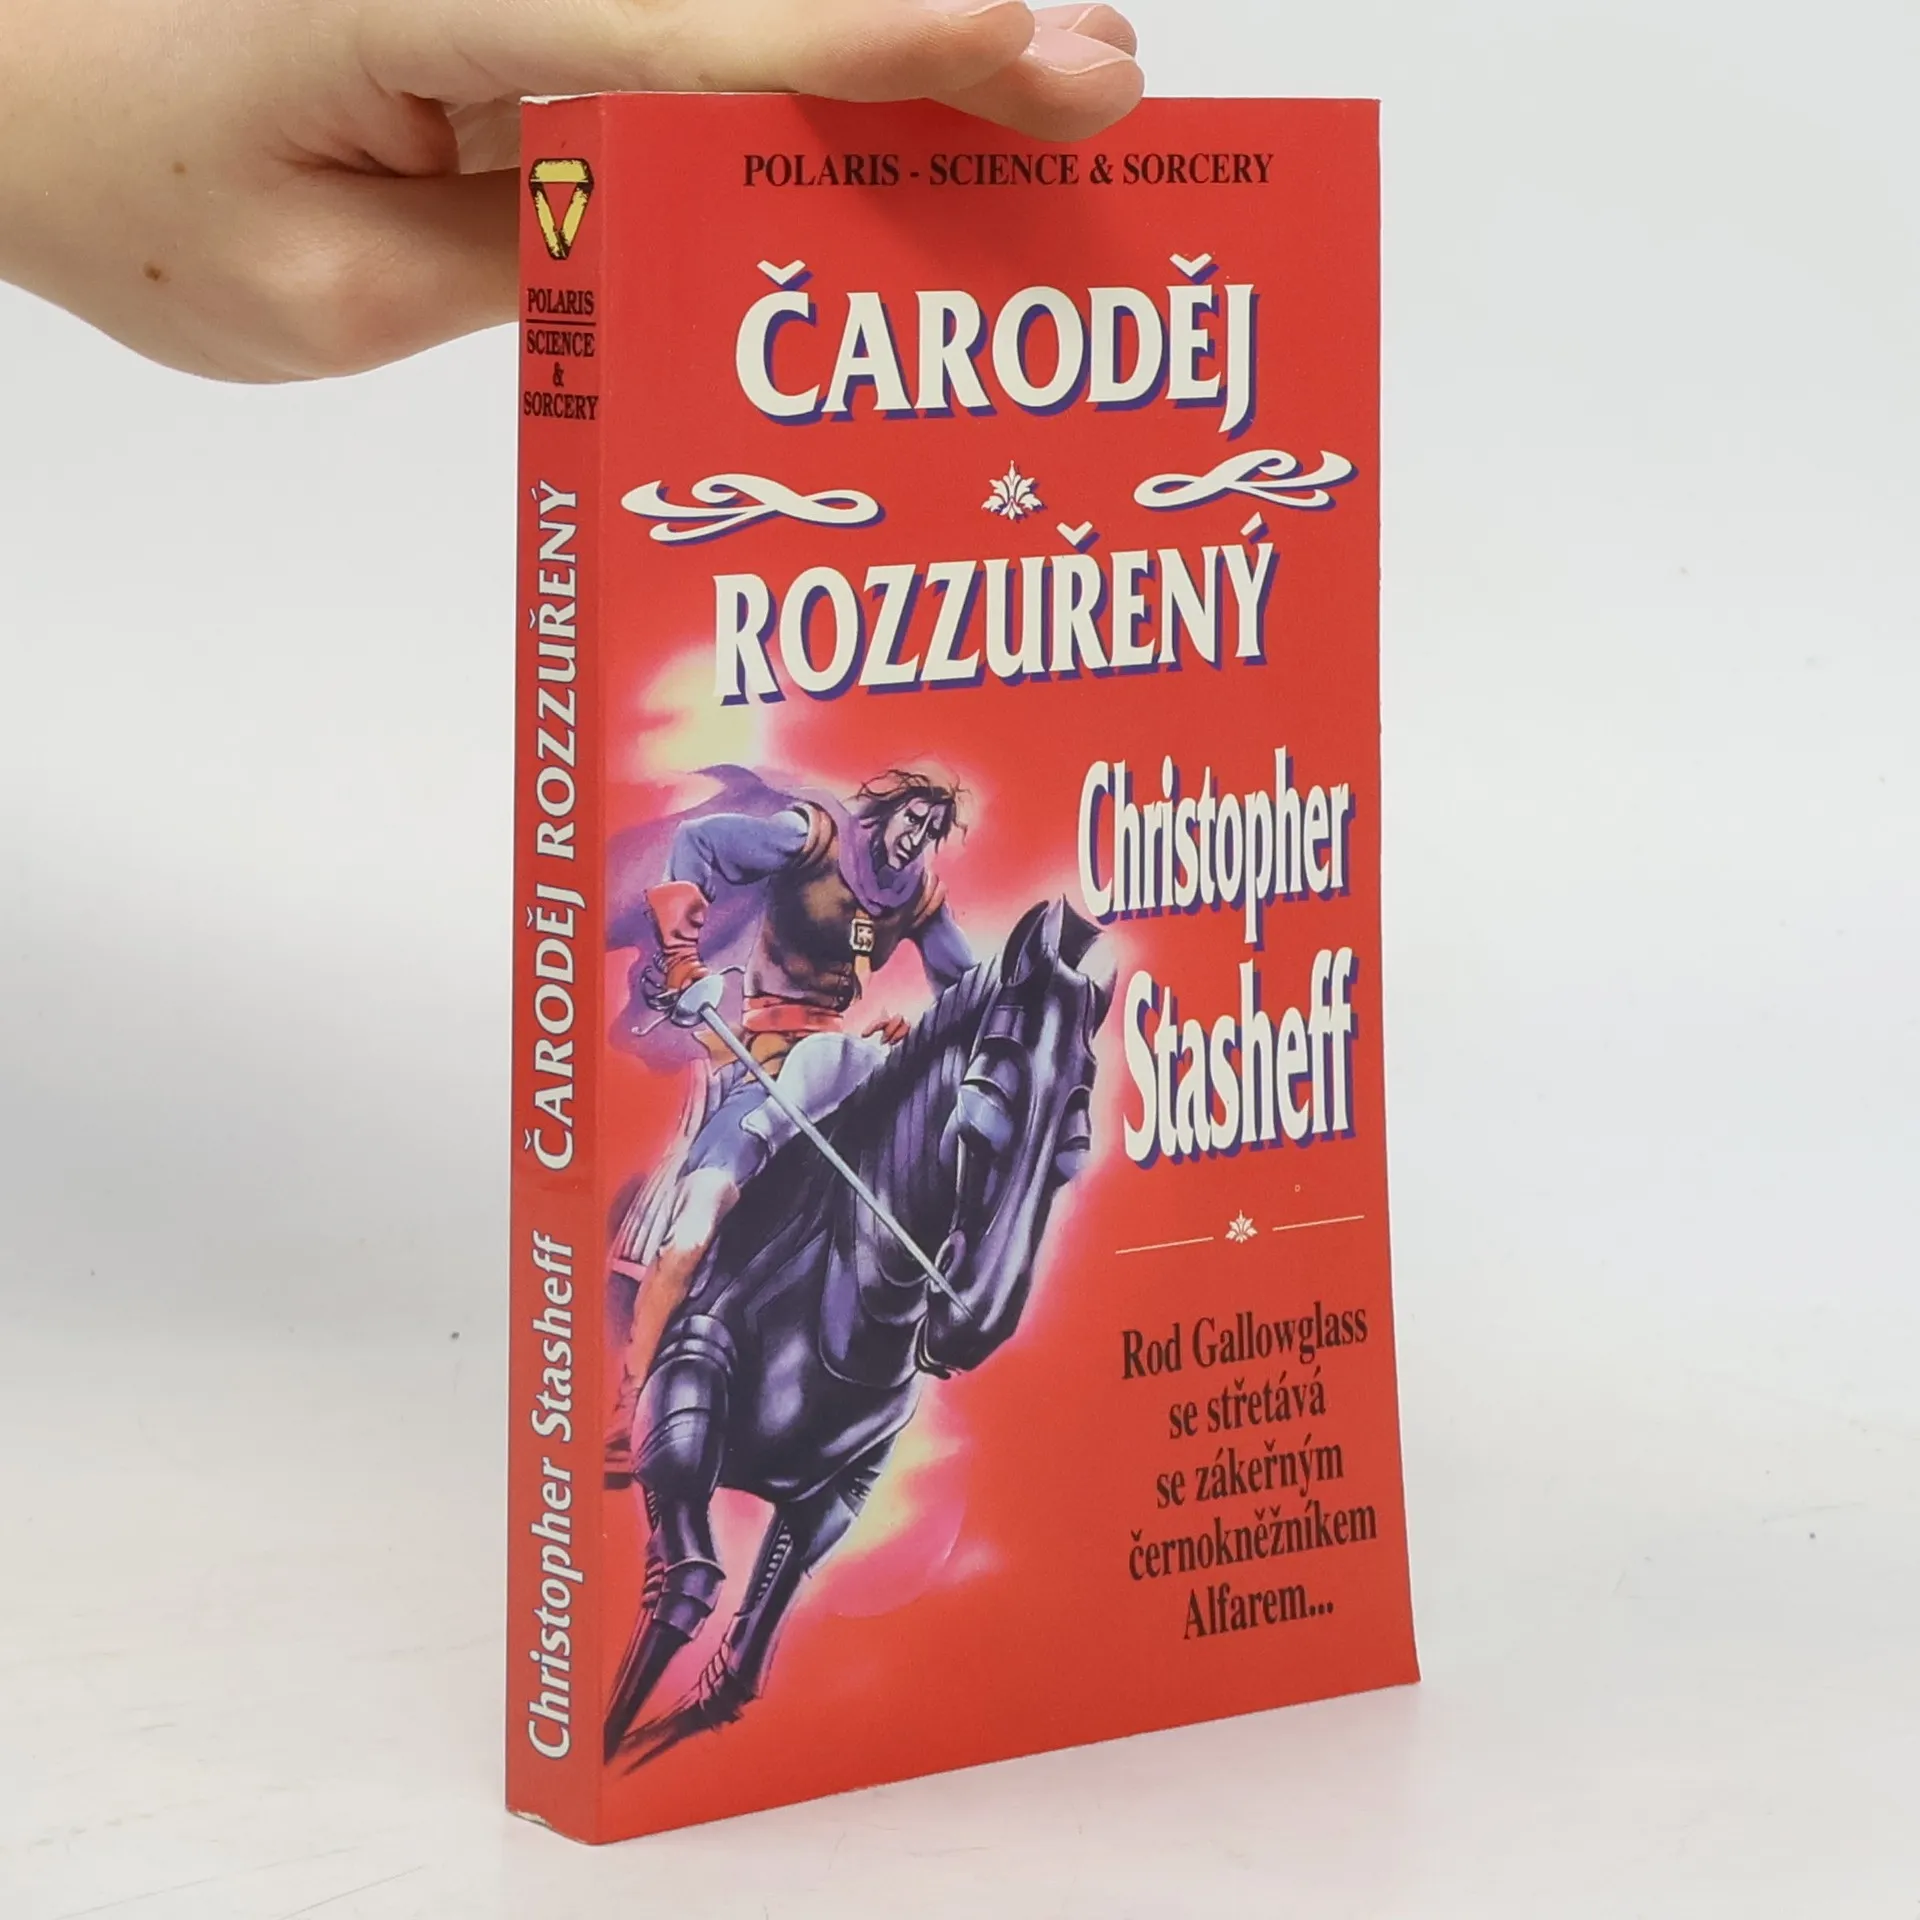 POLARIS - SCIENCE & SORCERY
ČARODĚJ
ROZZUŘENÝ
Christopher
Stasheff
Rod Gallowglass
se střetává
se zákeřným
černokněžníkem
Alfarem...
POLARIS
SCIENCE
&
SORCERY
Christopher Stasheff ČARODĚJ ROZZUŘENÝ